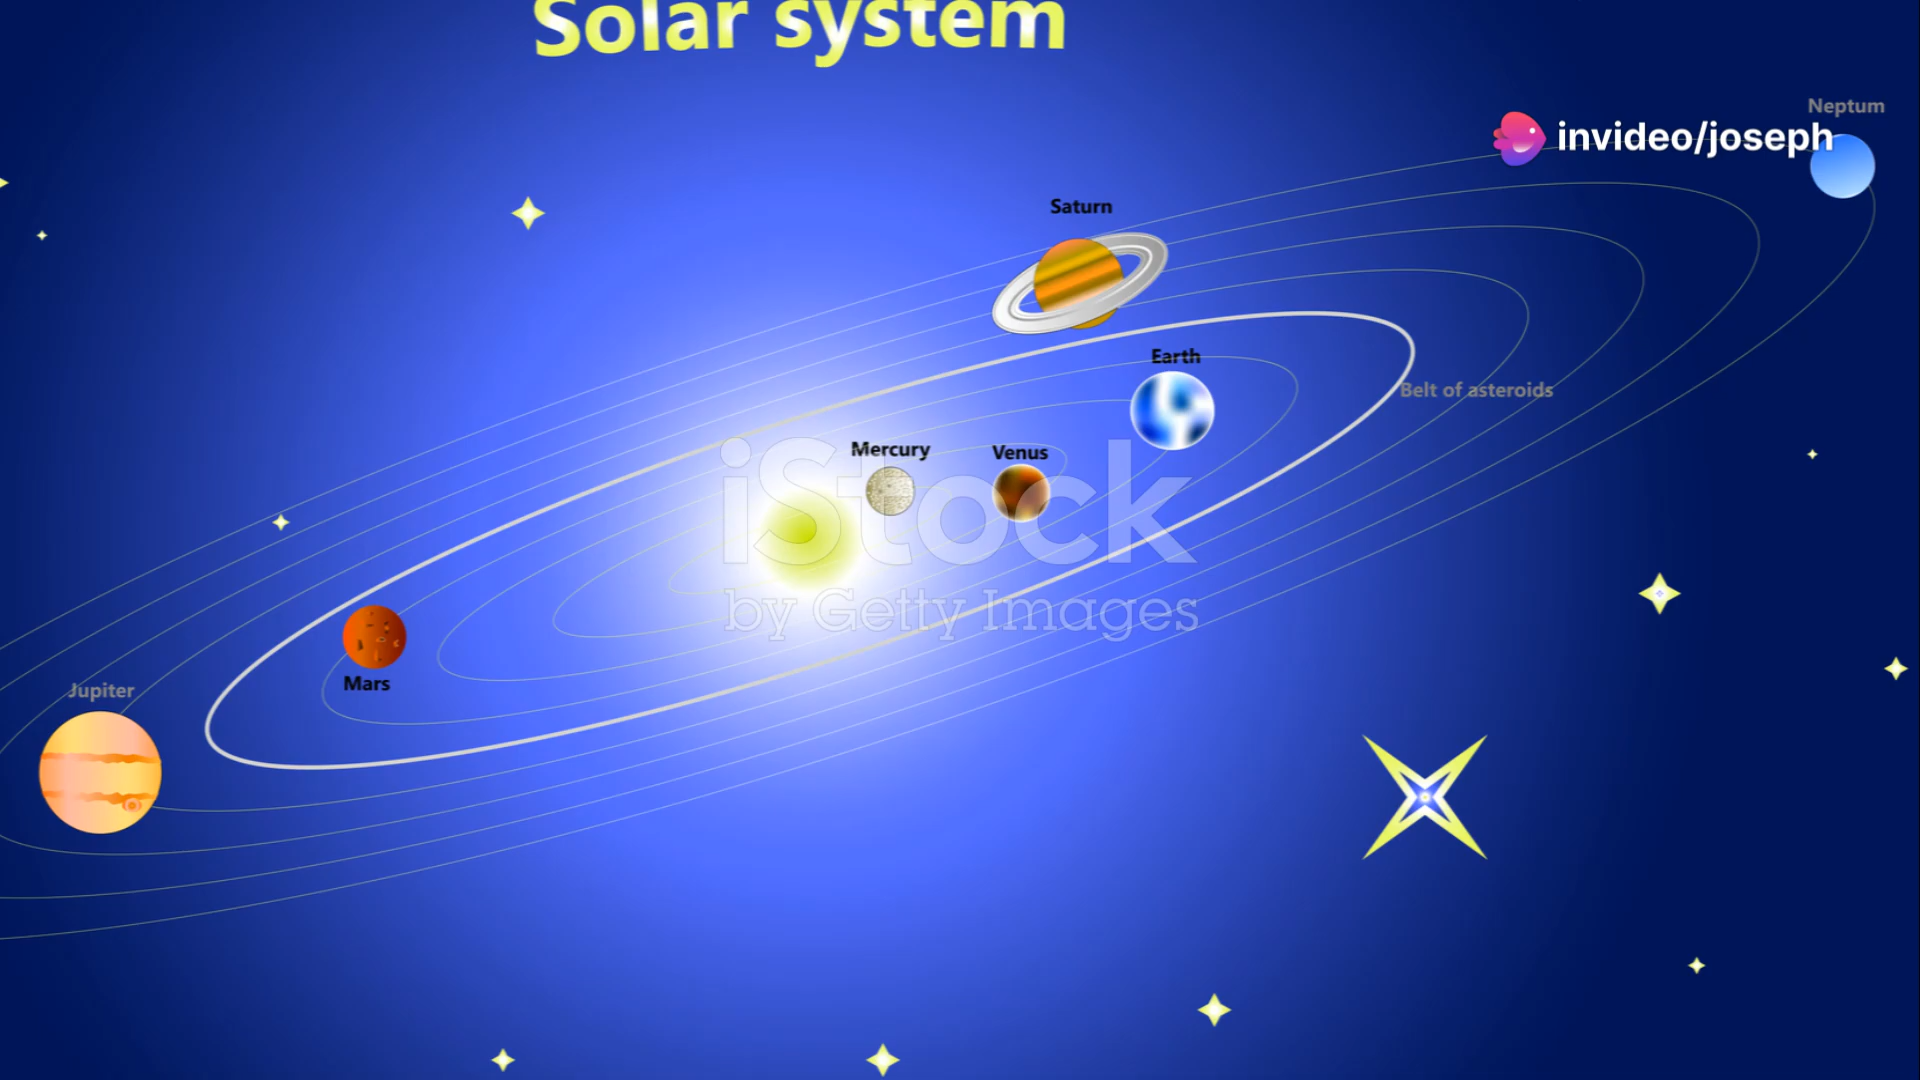 Solar system
Neptum
invideo/joseph
Saturn
Earth
Belt of asteroids
Mercury
Venus
iStock
by Getty Images
Mars
Jupiter